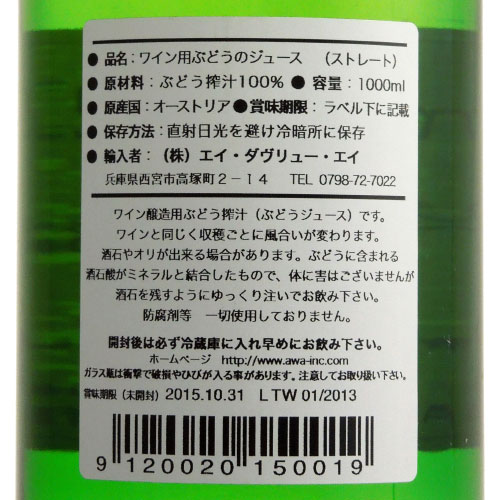 ● 品名：ワイン用ぶどうのジュース （ストレート）
● 原材料：ぶどう搾汁100% ● 容量：1000ml
● 原産国：オーストリア ● 賞味期限：ラベル下に記載
● 保存方法：直射日光を避け冷暗所に保存
● 輸入者：（株）エイ・ダヴリュー・エイ
兵庫県西宮市高塚町２－１４ TEL 0798-72-7022
ワイン醸造用ぶどう搾汁（ぶどうジュース）です。
ワインと同じく収穫ごとに風合いが変わります。
酒石やオリが出来る場合があります。ぶどうに含まれる
酒石酸がミネラルと結合したもので、体に害はございませんが
酒石を残すようにゆっくり注いでお飲み下さい。
防腐剤等 一切使用しておりません。
開封後は必ず冷蔵庫に入れ早めにお飲み下さい。
ホームページ http://www.awa-inc.com
ガラス瓶は衝撃で破損やひびが入る事があります。注意してお取り扱い下さい。
賞味期限（未開封） 2015.10.31 L TW 01/2013
9 120020 150019